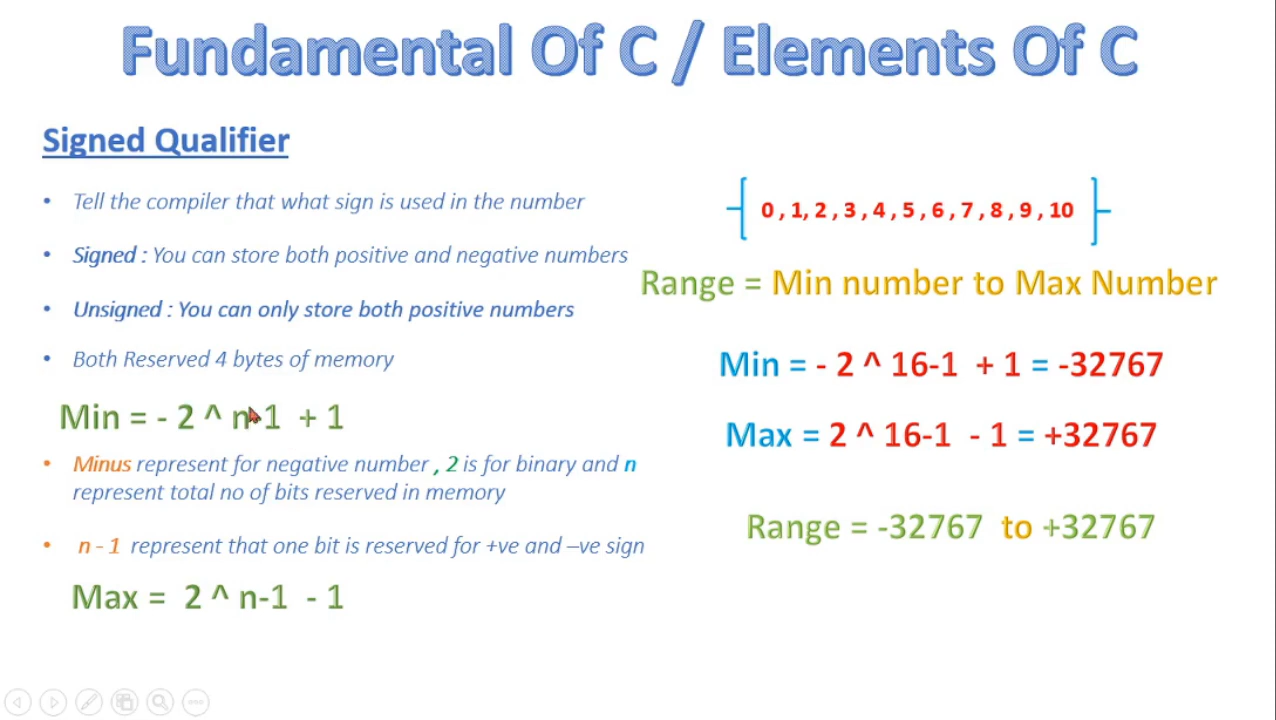 Fundamental Of C / Elements Of C
Signed Qualifier
• Tell the compiler that what sign is used in the number
• Signed : You can store both positive and negative numbers
• Unsigned : You can only store both positive numbers
• Both Reserved 4 bytes of memory
Min = - 2 ^ n-1 + 1
• Minus represent for negative number , 2 is for binary and n
represent total no of bits reserved in memory
• n - 1 represent that one bit is reserved for +ve and –ve sign
Max = 2 ^ n-1 - 1
0 , 1, 2 , 3 , 4 , 5 , 6 , 7 , 8 , 9 , 10
Range = Min number to Max Number
Min = - 2 ^ 16-1 + 1 = -32767
Max = 2 ^ 16-1 - 1 = +32767
Range = -32767 to +32767